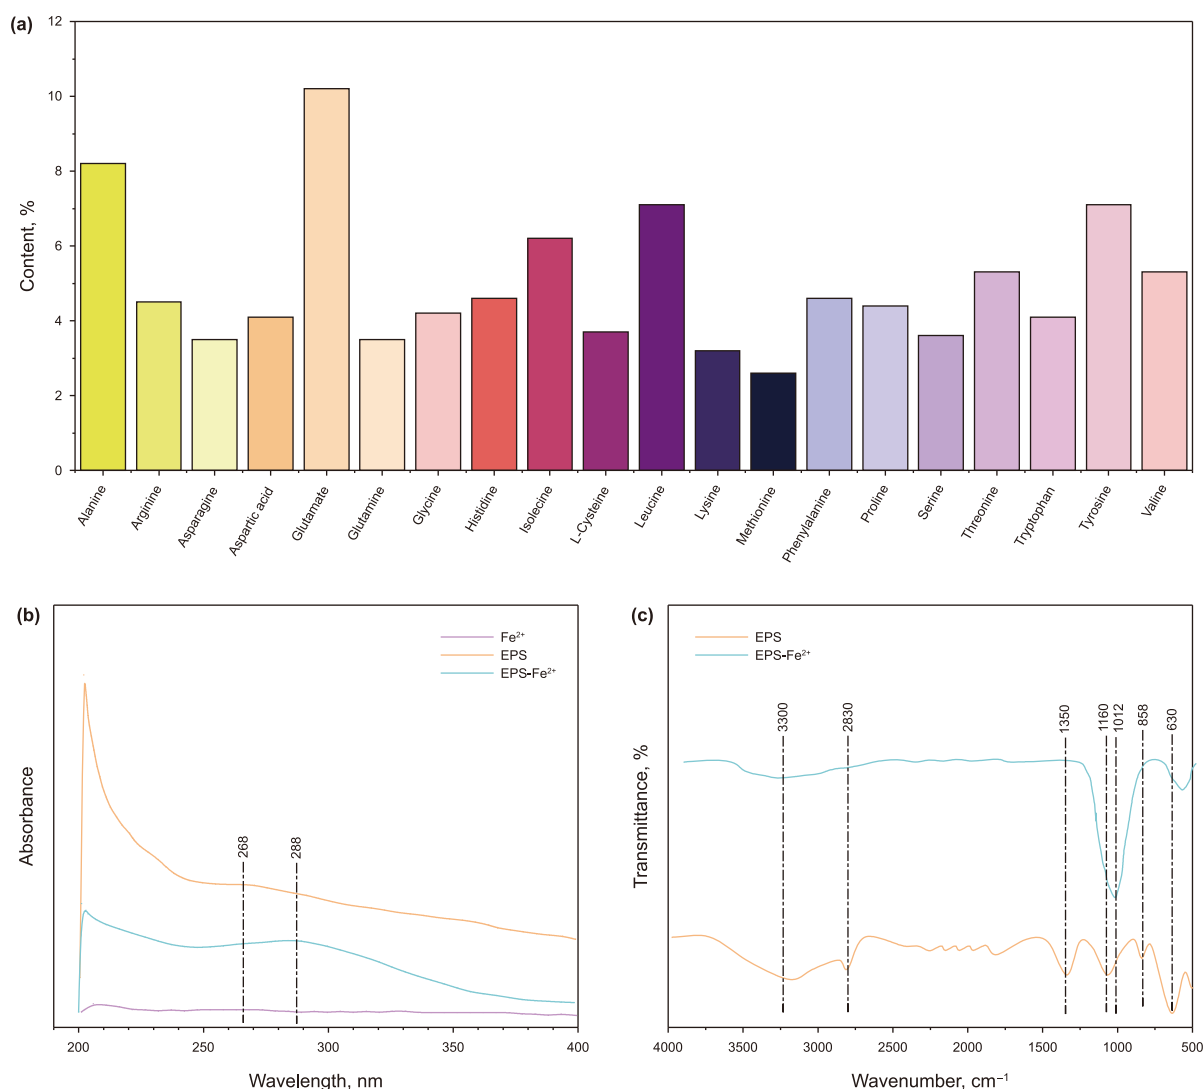 (a)
12
10
8
6
4
2
0
Content, %
Alanine
Arginine
Asparagine
Aspartic acid
Glutamate
Glutamine
Glycine
Histidine
Isolecine
L-Cysteine
Leucine
Lysine
Methionine
Phenylalanine
Proline
Serine
Threonine
Tryptophan
Tyrosine
Valine
(b)
Fe²⁺
EPS
EPS-Fe²⁺
268
288
Absorbance
200
250
300
350
400
Wavelength, nm
(c)
EPS
EPS-Fe²⁺
3300
2830
1350
1160
1012
858
630
Transmittance, %
4000
3500
3000
2500
2000
1500
1000
500
Wavenumber, cm⁻¹